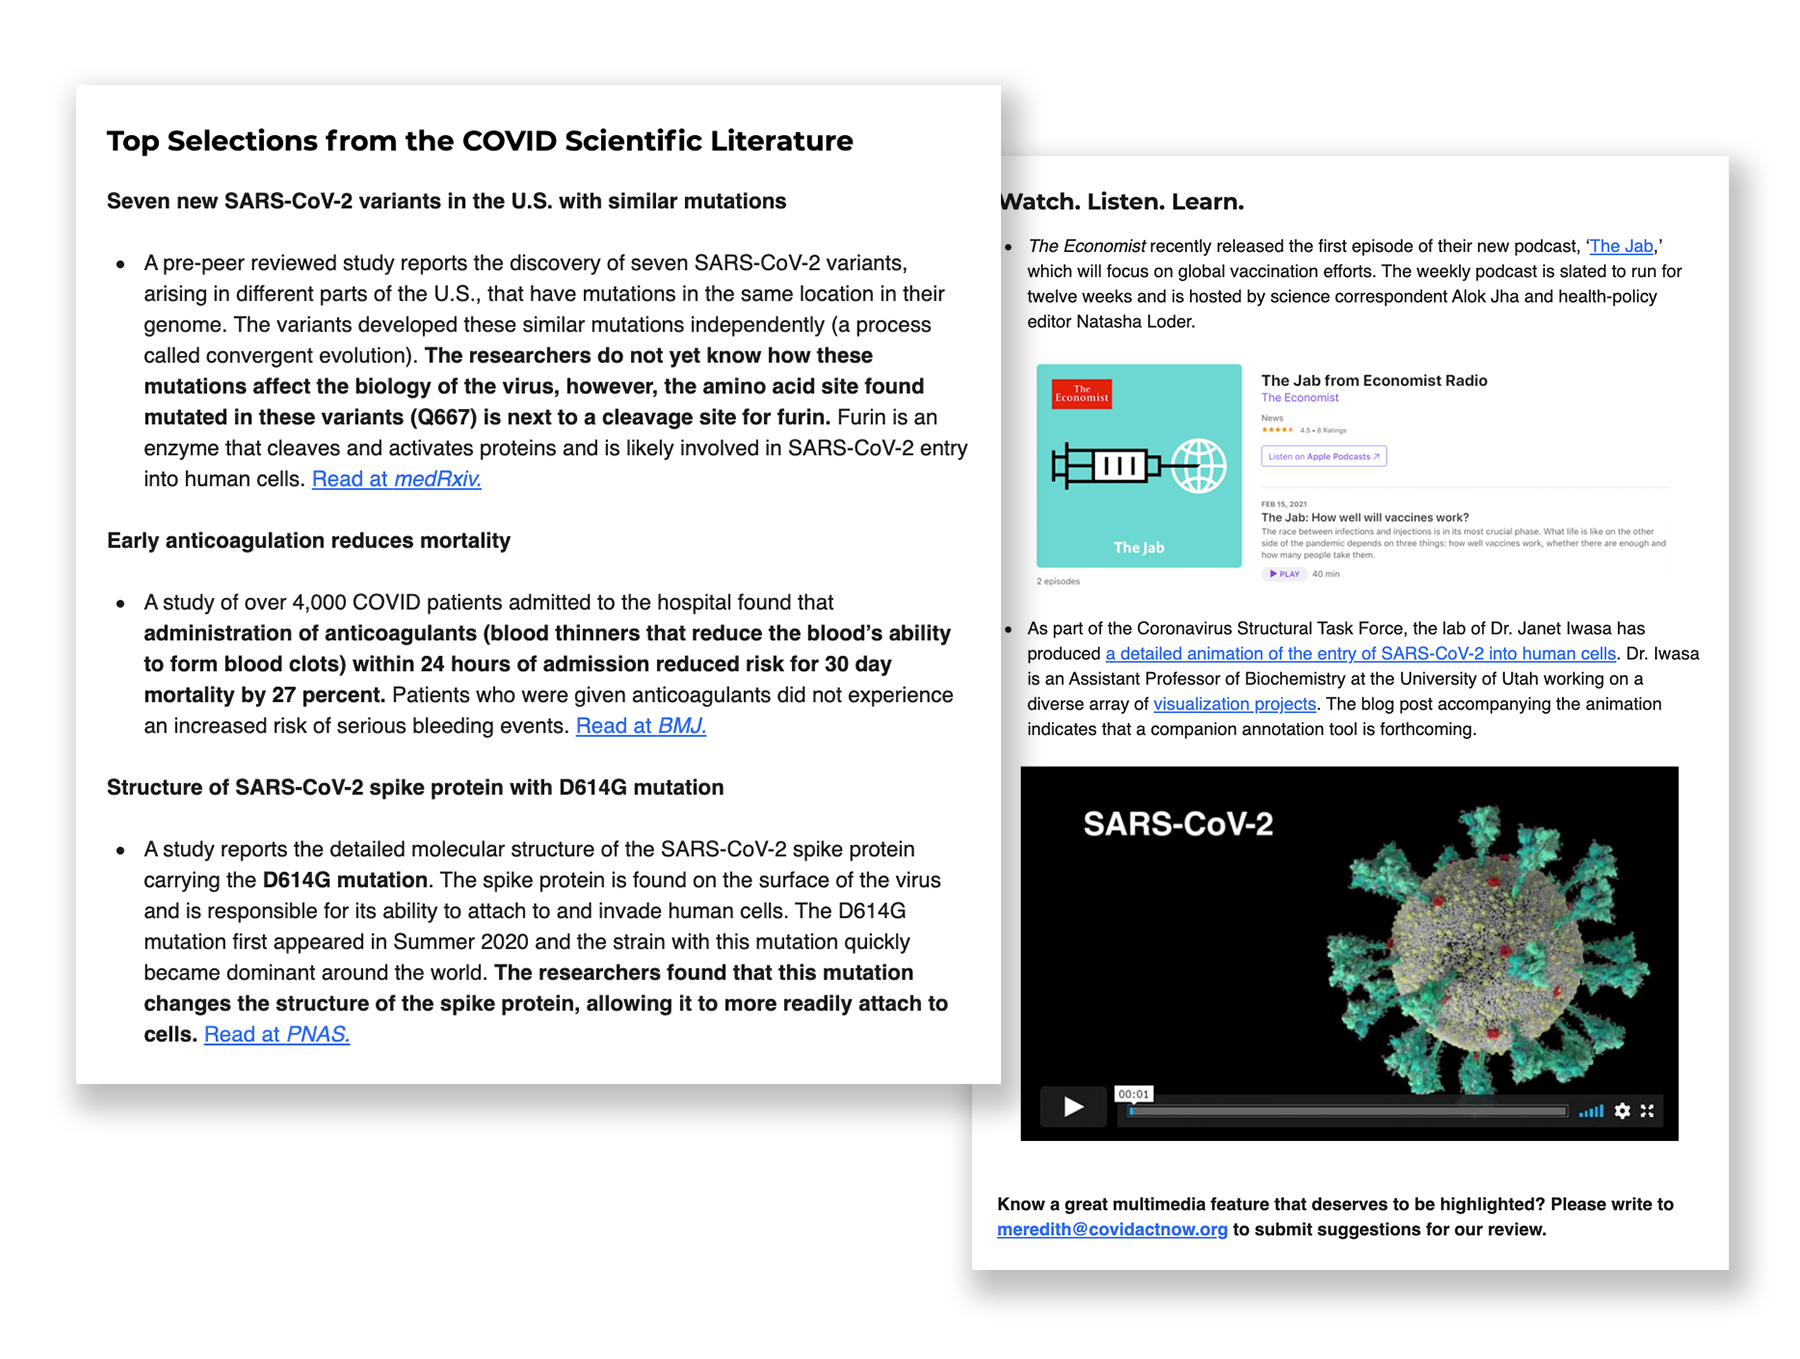 Top Selections from the COVID Scientific Literature
Seven new SARS-CoV-2 variants in the U.S. with similar mutations
• A pre-peer reviewed study reports the discovery of seven SARS-CoV-2 variants,
arising in different parts of the U.S., that have mutations in the same location in their
genome. The variants developed these similar mutations independently (a process
called convergent evolution). The researchers do not yet know how these
mutations affect the biology of the virus, however, the amino acid site found
mutated in these variants (Q667) is next to a cleavage site for furin. Furin is an
enzyme that cleaves and activates proteins and is likely involved in SARS-CoV-2 entry
into human cells. Read at medRxiv.
Early anticoagulation reduces mortality
• A study of over 4,000 COVID patients admitted to the hospital found that
administration of anticoagulants (blood thinners that reduce the blood's ability
to form blood clots) within 24 hours of admission reduced risk for 30 day
mortality by 27 percent. Patients who were given anticoagulants did not experience
an increased risk of serious bleeding events. Read at BMJ.
Structure of SARS-CoV-2 spike protein with D614G mutation
• A study reports the detailed molecular structure of the SARS-CoV-2 spike protein
carrying the D614G mutation. The spike protein is found on the surface of the virus
and is responsible for its ability to attach to and invade human cells. The D614G
mutation first appeared in Summer 2020 and the strain with this mutation quickly
became dominant around the world. The researchers found that this mutation
changes the structure of the spike protein, allowing it to more readily attach to
cells. Read at PNAS.
Watch. Listen. Learn.
• The Economist recently released the first episode of their new podcast, ‘The Jab,’
which will focus on global vaccination efforts. The weekly podcast is slated to run for
twelve weeks and is hosted by science correspondent Alok Jha and health-policy
editor Natasha Loder.
The
Economist
The Jab
2 episodes
The Jab from Economist Radio
The Economist
News
★★★★★ 4.5 • 8 Ratings
Listen on Apple Podcasts ↗
FEB 15, 2021
The Jab: How well will vaccines work?
The race between infections and injections is in its most crucial phase. What life is like on the other
side of the pandemic depends on three things: how well vaccines work, whether there are enough and
how many people take them.
▶ PLAY 40 min
• As part of the Coronavirus Structural Task Force, the lab of Dr. Janet Iwasa has
produced a detailed animation of the entry of SARS-CoV-2 into human cells. Dr. Iwasa
is an Assistant Professor of Biochemistry at the University of Utah working on a
diverse array of visualization projects. The blog post accompanying the animation
indicates that a companion annotation tool is forthcoming.
SARS-CoV-2
00:01
Know a great multimedia feature that deserves to be highlighted? Please write to
meredith@covidactnow.org to submit suggestions for our review.